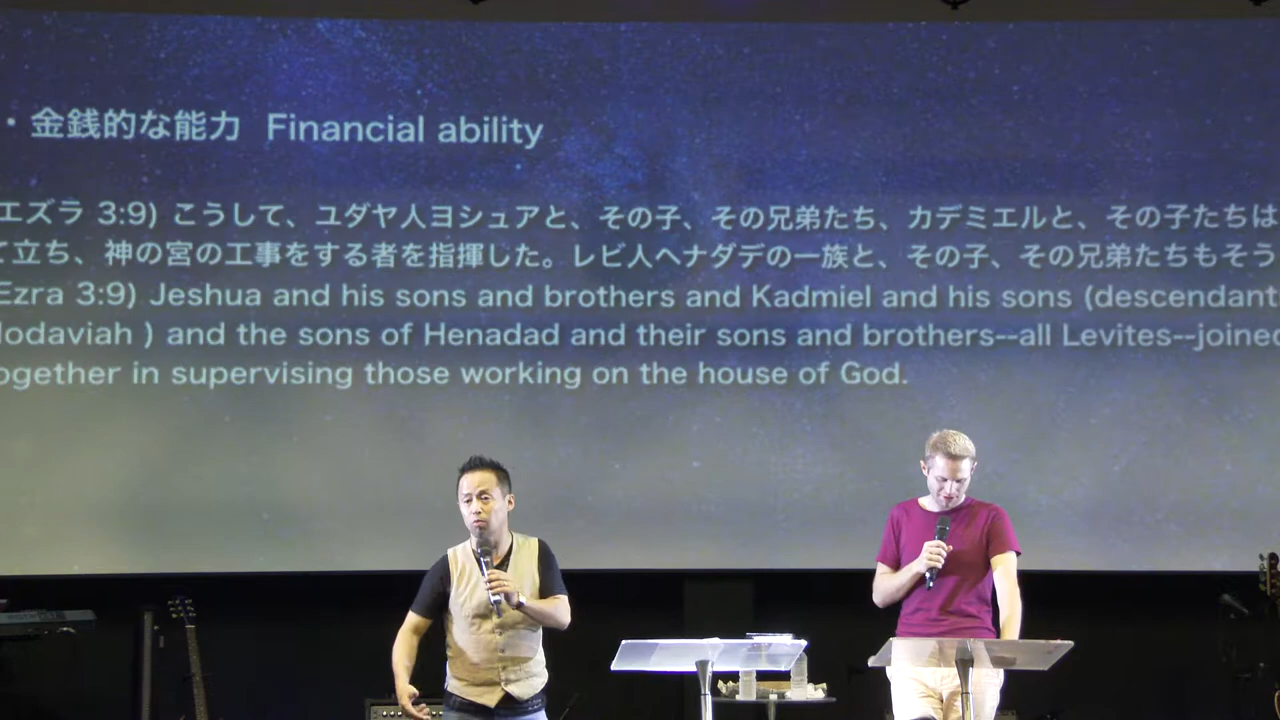 ・金銭的な能力 Financial ability
エズラ 3:9) こうして、ユダヤ人ヨシュアと、その子、その兄弟たち、カデミエルと、その子たちは
て立ち、神の宮の工事をする者を指揮した。レビ人ヘナダデの一族と、その子、その兄弟たちもそう
Ezra 3:9) Jeshua and his sons and brothers and Kadmiel and his sons (descendant
Hodaviah ) and the sons of Henadad and their sons and brothers--all Levites--joined
ogether in supervising those working on the house of God.